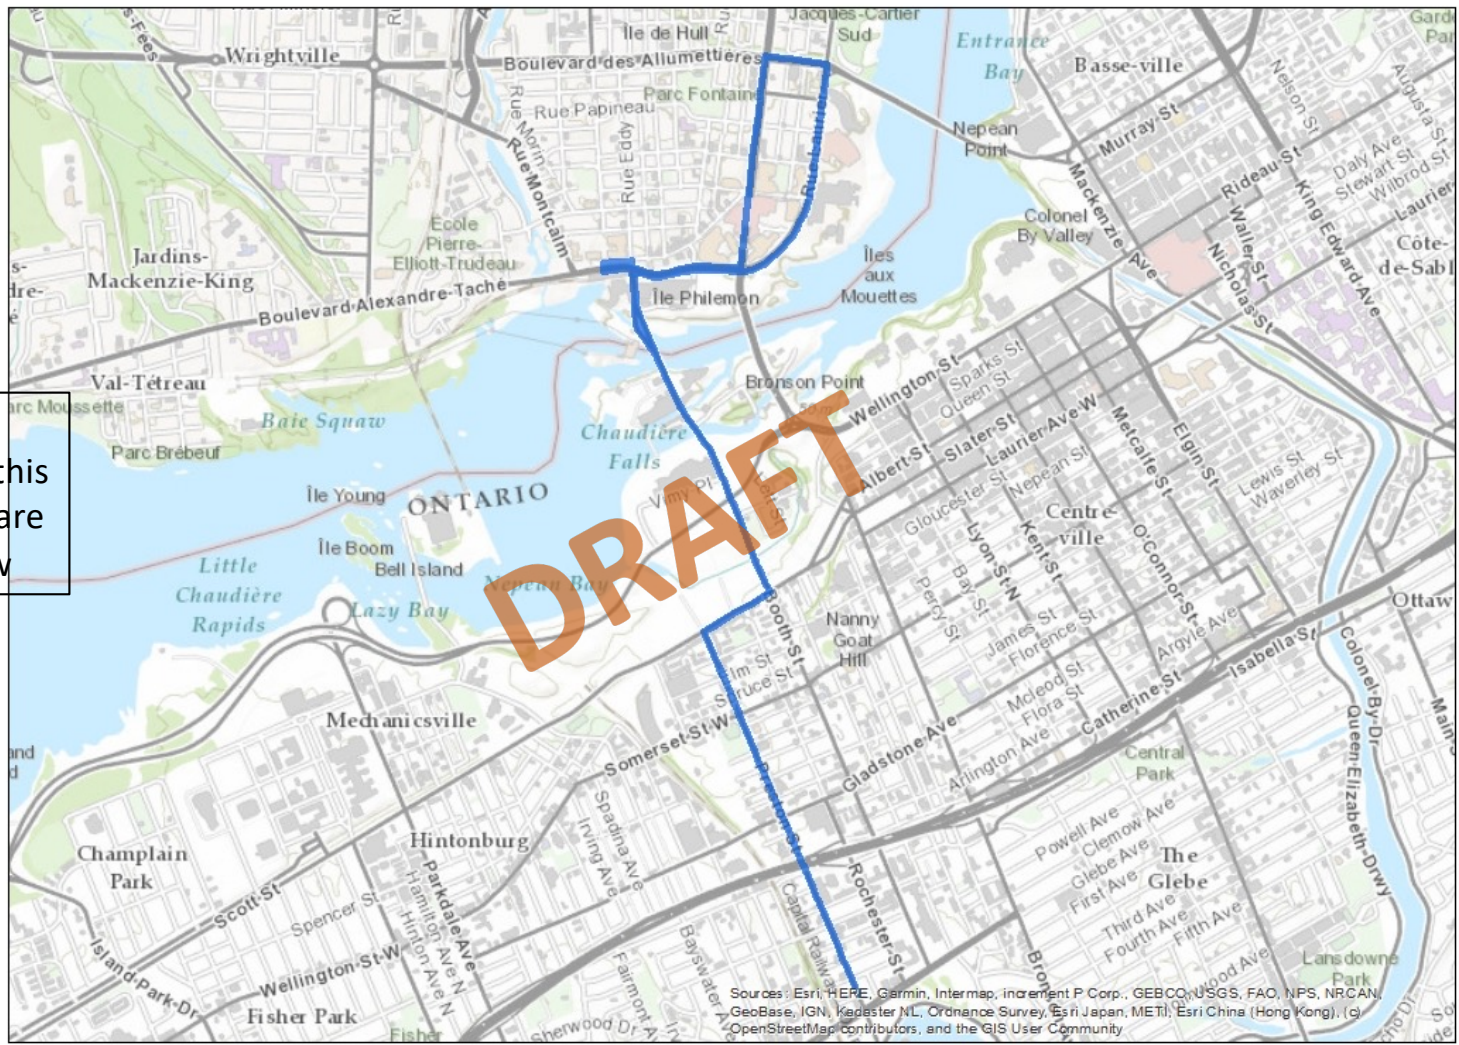 Jacques-Cartier
Sud
Île de Hull
Entrance
Bay
Wrightville
Boulevard des Allumettières
Basse-ville
Nelson St
Augusta St
Parc Fontaine
Rue Papineau
Murray St
Nepean
Point
Rue Morin
Rue Eddy
Rue Laurier
Rue Montcalm
Daly Ave
Stewart St
Wilbrod St
Rideau St
Mackenzie Ave
King Edward Ave
Laurier
Ecole
Pierre-
Elliott-Trudeau
Colonel
By Valley
Waller St
Nicholas St
Côte-
de-Sabl
Jardins-
Mackenzie-King
Îles
aux
Mouettes
Boulevard Alexandre-Taché
Île Philemon
Val-Tétreau
arc Moussette
Parc Brébeuf
Baie Squaw
Bronson Point
Wellington St
Sparks St
Queen St
Chaudière
Falls
Albert St
Slater St
Laurier Ave W
Metcalfe St
Elgin St
this
are
Île Young
ONTARIO
Vimy Pl
DRAFT
Gloucester St
Nepean St
Lewis St
Waverley St
Centre-
ville
Île Boom
Bell Island
Little
Chaudière
Rapids
Lazy Bay
Nepean Bay
Lyon St N
Kent St
O'Connor St
Bay St
Percy St
Booth St
Nanny
Goat
Hill
James St
Florence St
Argyle Ave
Isabella St
Ottaw
Elm St
Spruce St
Mcleod St
Flora St
Catherine St
Colonel By Dr
Queen Elizabeth Drwy
Mechanicsville
Somerset St W
Gladstone Ave
Arlington Ave
Central
Park
Preston St
Spadina Ave
Irving Ave
Hintonburg
Champlain
Park
Powell Ave
Clemow Ave
Glebe Ave
First Ave
The
Glebe
Third Ave
Fourth Ave
Fifth Ave
Parkdale Ave
Hamilton Ave N
Hinton Ave N
Scott St
Spencer St
Rochester St
Capital Railway
Island Park Dr
Wellington St W
Bayswater Av
Fairmont A
Lansdowne
Park
Fisher Park
Fisher
Sherwood Dr
Sources: Esri, HERE, Garmin, Intermap, increment P Corp., GEBCO, USGS, FAO, NPS, NRCAN,
GeoBase, IGN, Kadaster NL, Ordnance Survey, Esri Japan, METI, Esri China (Hong Kong), (c)
OpenStreetMap contributors, and the GIS User Community